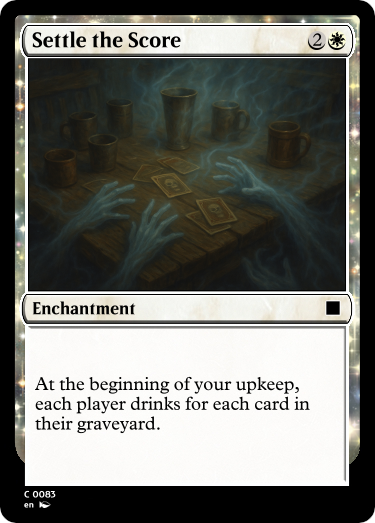 Settle the Score 2
Enchantment
At the beginning of your upkeep,
each player drinks for each card in
their graveyard.
C 0083
en